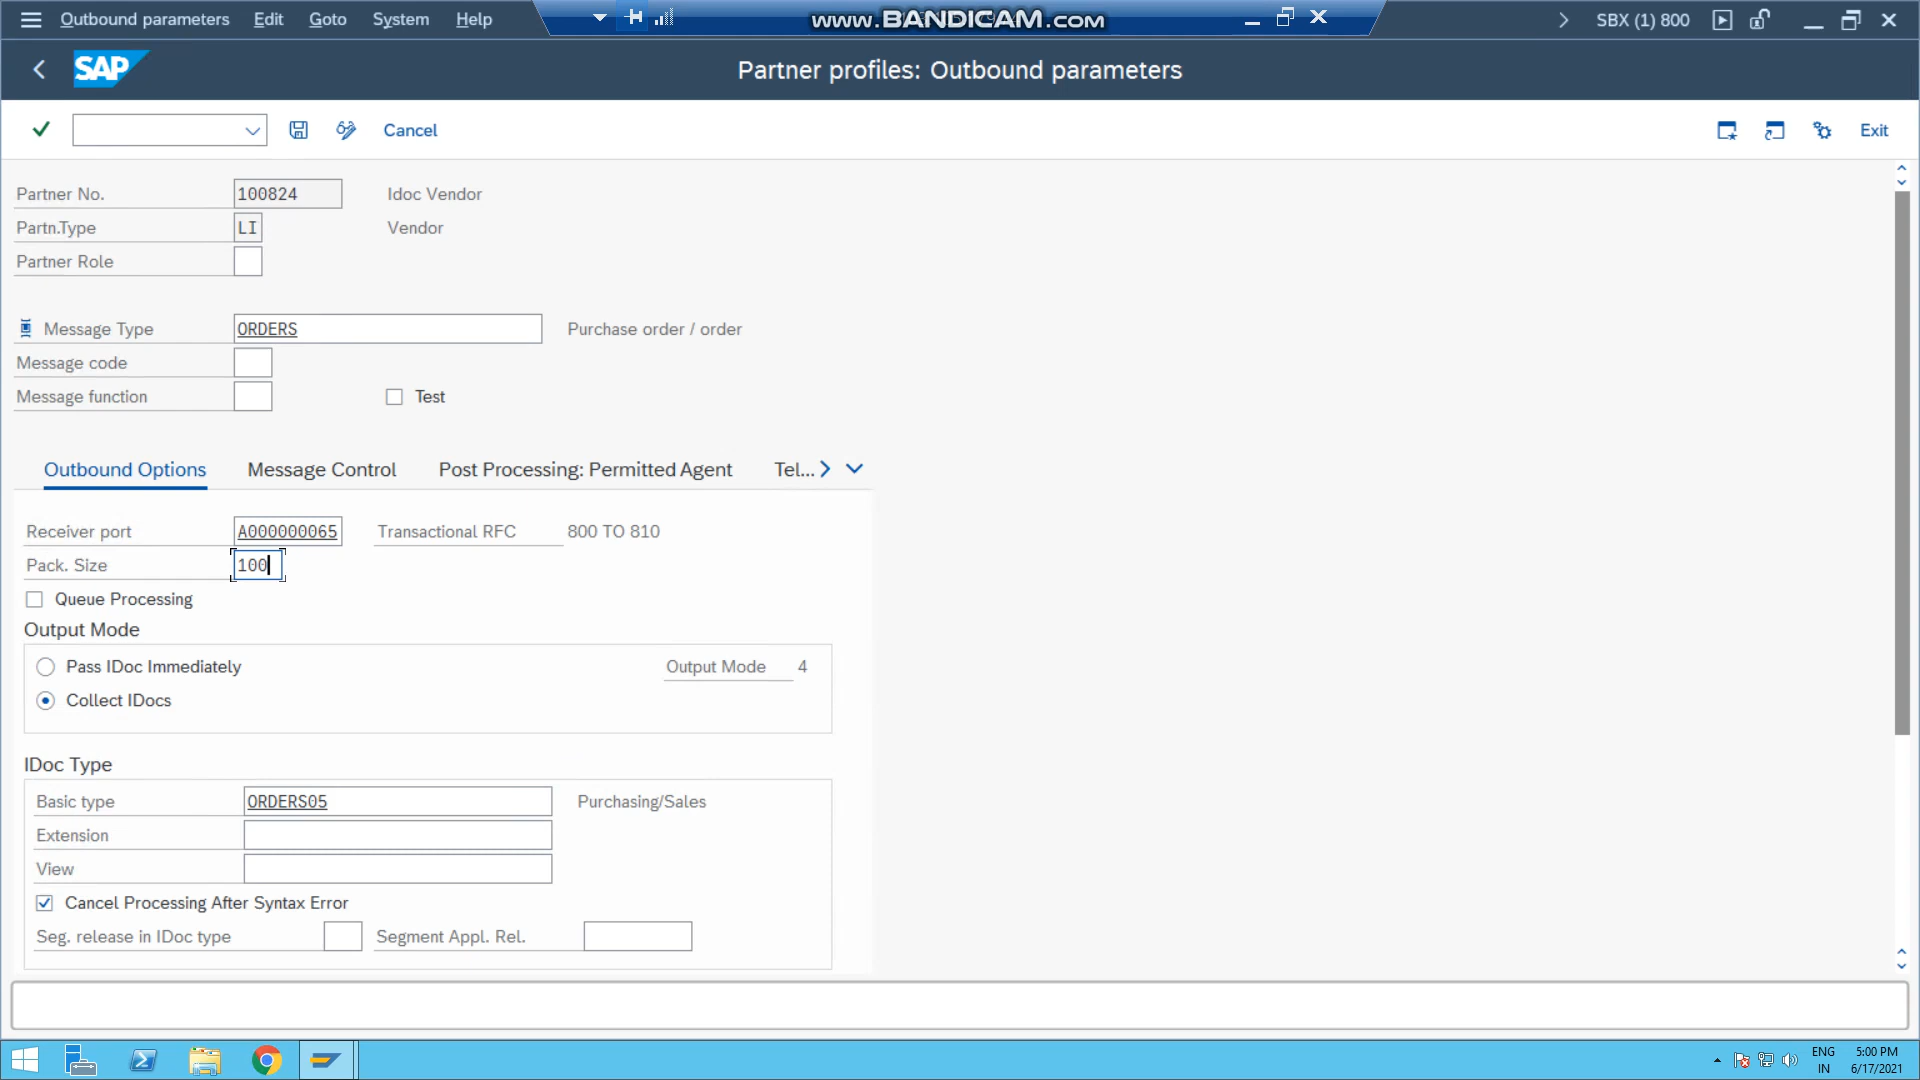 Outbound parameters Edit Goto System Help www.BANDICAM.com SBX (1) 800
SAP Partner profiles: Outbound parameters
Cancel Exit
Partner No. 100824 Idoc Vendor
Partn.Type LI Vendor
Partner Role
Message Type ORDERS Purchase order / order
Message code
Message function Test
Outbound Options Message Control Post Processing: Permitted Agent Tel...
Receiver port A000000065 Transactional RFC 800 TO 810
Pack. Size 100
Queue Processing
Output Mode
Pass IDoc Immediately Output Mode 4
Collect IDocs
IDoc Type
Basic type ORDERS05 Purchasing/Sales
Extension
View
Cancel Processing After Syntax Error
Seg. release in IDoc type Segment Appl. Rel.
ENG 5:00 PM
IN 6/17/2021